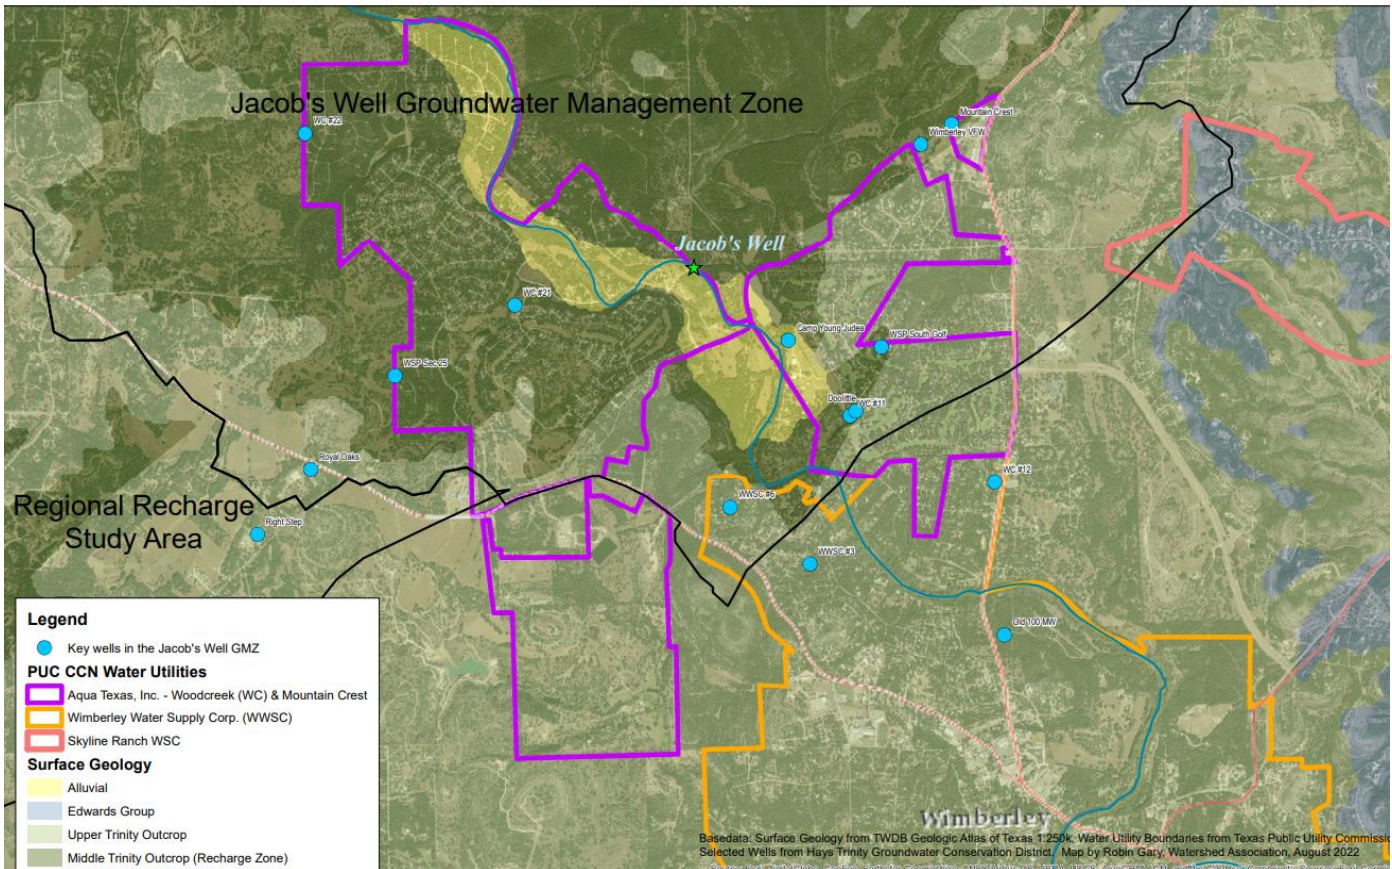 Jacob's Well Groundwater Management Zone
Mountain Crest
WC #22
Wimberley VFW
Jacob's Well
WC #21
Camp Young Judea
WSP South Golf
WSP Sec 25
Doolittle
WC #11
Royal Oaks
WC #12
Regional Recharge
Study Area
WWSC #6
Right Step
WWSC #3
Old 100 MW
Legend
Key wells in the Jacob's Well GMZ
PUC CCN Water Utilities
Aqua Texas, Inc. - Woodcreek (WC) & Mountain Crest
Wimberley Water Supply Corp. (WWSC)
Skyline Ranch WSC
Surface Geology
Alluvial
Edwards Group
Upper Trinity Outcrop
Middle Trinity Outcrop (Recharge Zone)
Wimberley
Basedata: Surface Geology from TWDB Geologic Atlas of Texas 1:250k, Water Utility Boundaries from Texas Public Utility Commissio
Selected Wells from Hays Trinity Groundwater Conservation District. Map by Robin Gary, Watershed Association, August 2022